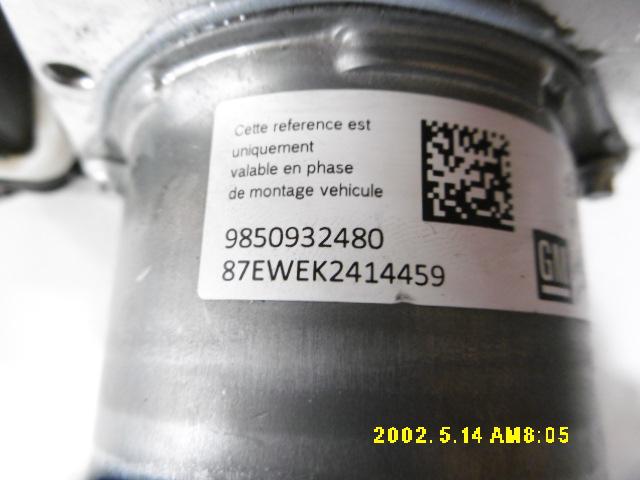 Cette reference est
uniquement
valable en phase
de montage vehicule
9850932480
87EWEK2414459
GM
2002. 5.14 AM8:05